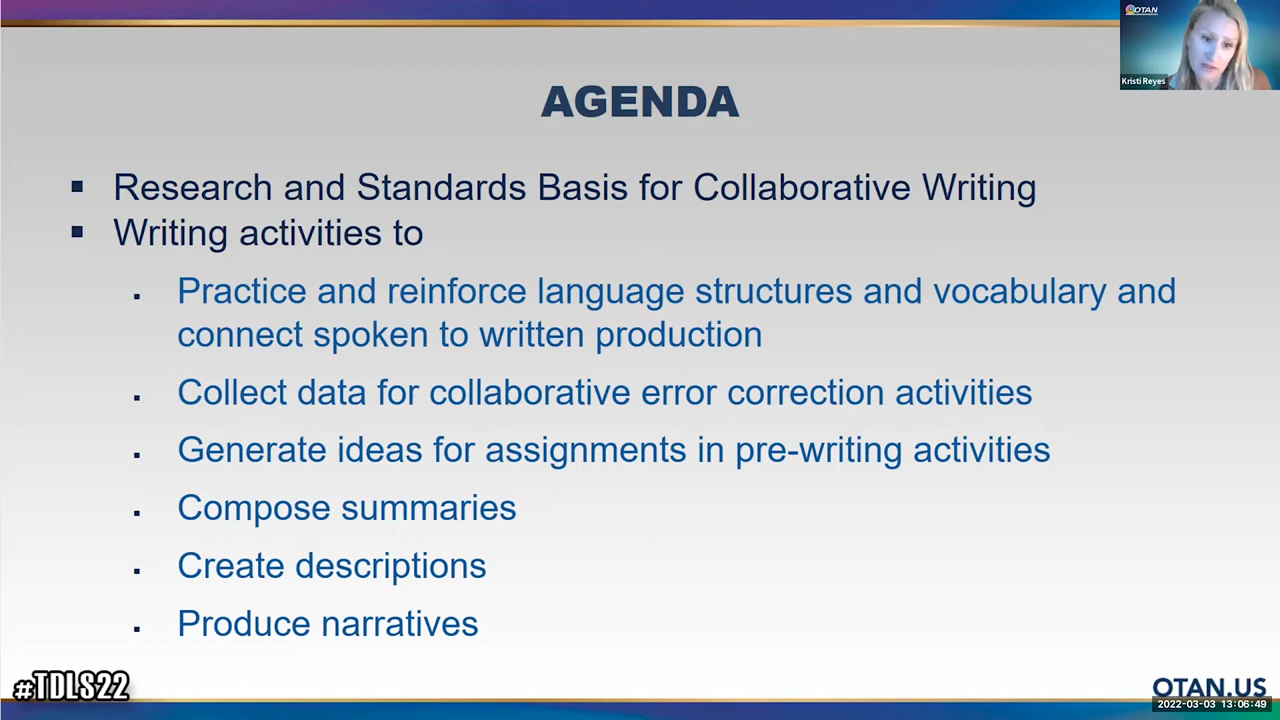 OTAN
Kristi Reyes
AGENDA
▪ Research and Standards Basis for Collaborative Writing
▪ Writing activities to
▪ Practice and reinforce language structures and vocabulary and
connect spoken to written production
▪ Collect data for collaborative error correction activities
▪ Generate ideas for assignments in pre-writing activities
▪ Compose summaries
▪ Create descriptions
▪ Produce narratives
#TDLS22
OTAN.US
2022-03-03 13:06:49